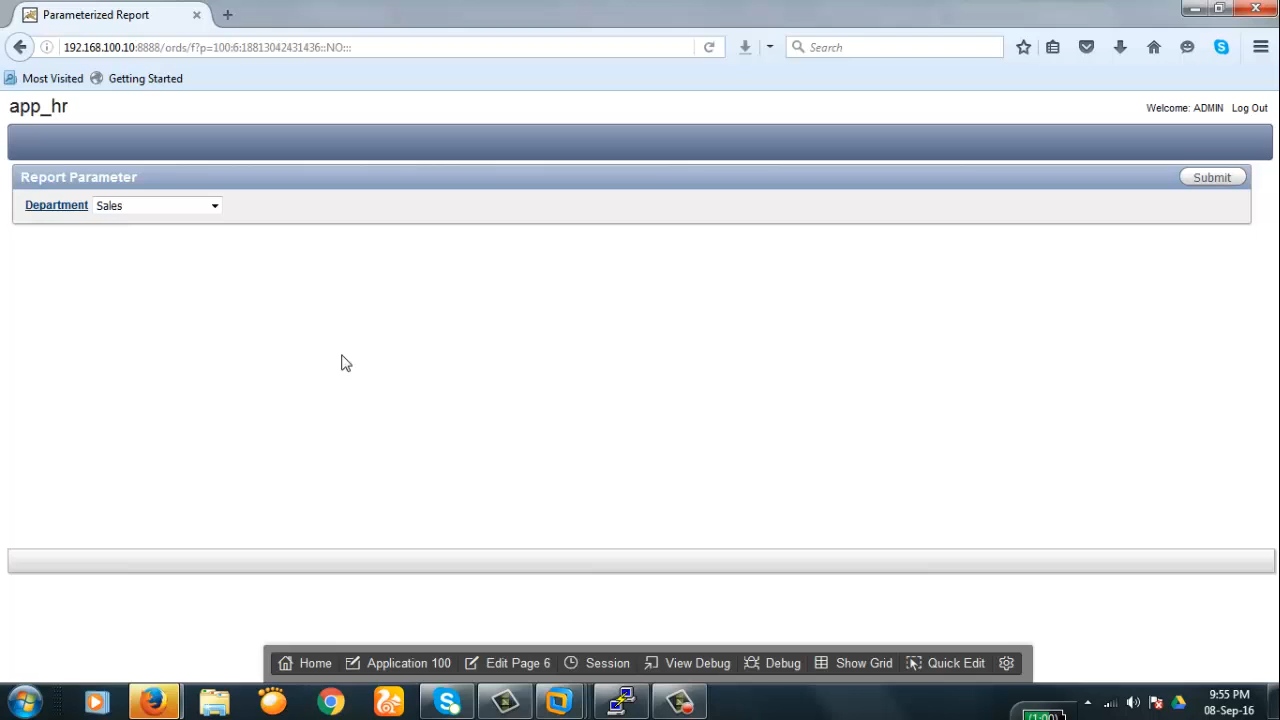 Parameterized Report
192.168.100.10:8888/ords/f?p=100:6:18813042431436::NO:::
Search
Most Visited Getting Started
app_hr
Welcome: ADMIN Log Out
Report Parameter
Submit
Department Sales
Home Application 100 Edit Page 6 Session View Debug Debug Show Grid Quick Edit
9:55 PM
(1:00)
08-Sep-16